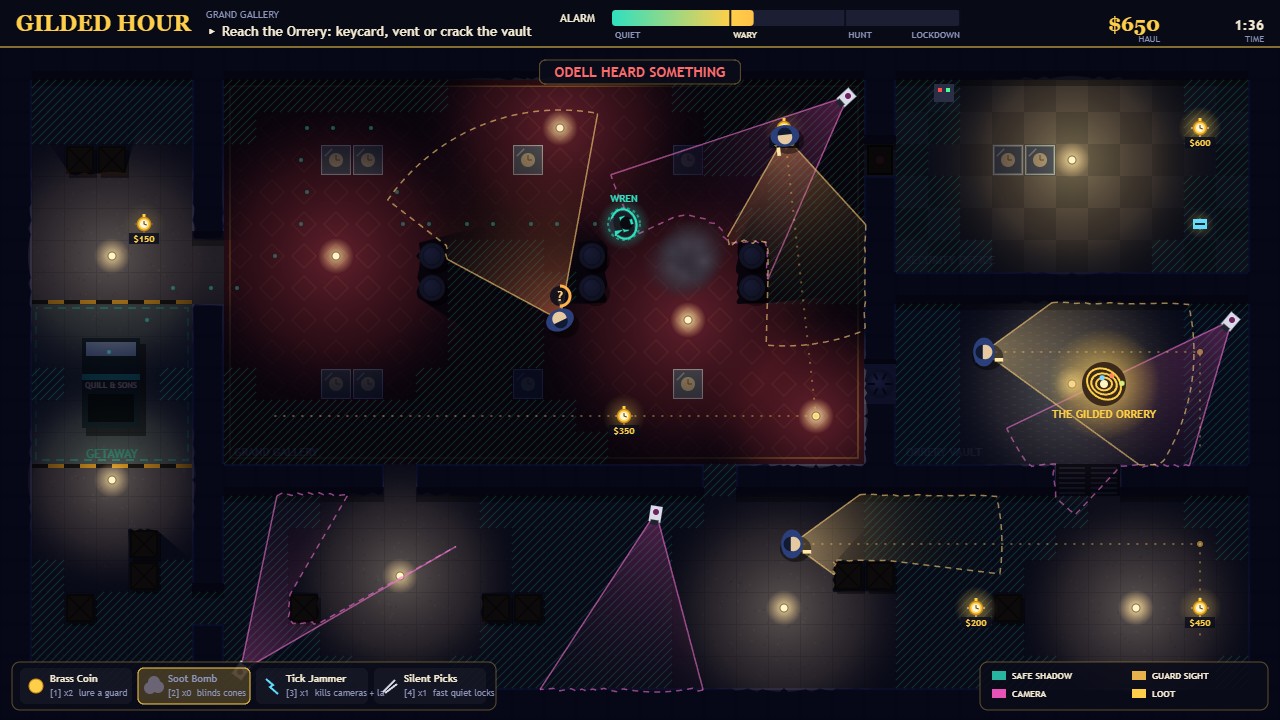 GILDED HOUR
GRAND GALLERY
▸ Reach the Orrery: keycard, vent or crack the vault
ALARM
QUIET
WARY
HUNT
LOCKDOWN
$650
HAUL
1:36
TIME
ODELL HEARD SOMETHING
$600
WREN
$150
?
QUILL & SONS
THE GILDED ORRERY
$350
GETAWAY
GRAND GALLERY
$200
$450
Brass Coin
[1] x2 lure a guard
Soot Bomb
[2] x0 blinds cones
Tick Jammer
[3] x1 kills cameras + la
Silent Picks
[4] x1 fast quiet locks
SAFE SHADOW
GUARD SIGHT
CAMERA
LOOT